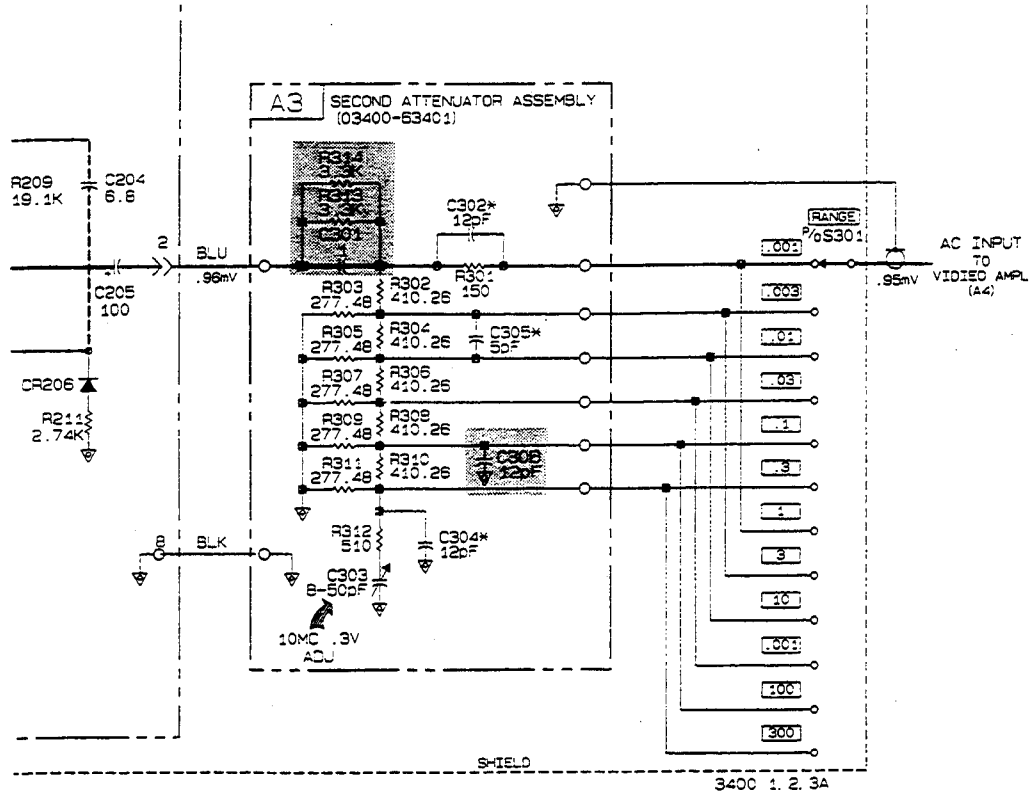 A3
SECOND ATTENUATOR ASSEMBLY
(03400-63401)
R314
3.3K
R313
3.3K
C301
R209
19.1K
C204
6.8
C302*
12pF
RANGE
P/oS301
2
BLU
.96mV
C205
100
R301
150
.001
AC INPUT
TO
VIDIEO AMPL
(A4)
.95mV
R303
277.48
R302
410.26
.003
R305
277.48
R304
410.26
C305*
5pF
.01
CR206
R307
277.48
R306
410.26
.03
R211
2.74K
R309
277.48
R308
410.26
.1
C306
12pF
R311
277.48
R310
410.26
.3
R312
510
C304*
12pF
1
8
BLK
3
C303
8-50pF
10
10MC .3V
ADJ
.001
100
300
SHIELD
3400 1, 2, 3A